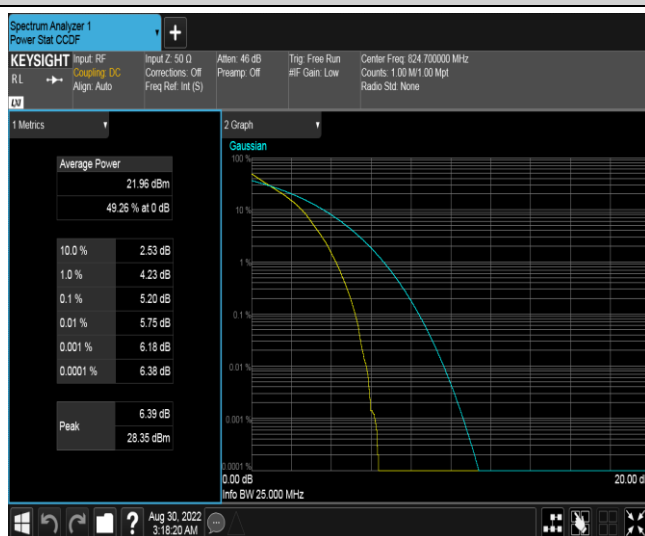 Spectrum Analyzer 1
Power Stat CCDF
+
KEYSIGHT
RL
LXI
Input: RF
Coupling: DC
Align: Auto
Input Z: 50 Ω
Corrections: Off
Freq Ref: Int (S)
Atten: 46 dB
Preamp: Off
Trig: Free Run
#IF Gain: Low
Center Freq: 824.700000 MHz
Counts: 1.00 M/1.00 Mpt
Radio Std: None
1 Metrics
Average Power
21.96 dBm
49.26 % at 0 dB
10.0 % 2.53 dB
1.0 % 4.23 dB
0.1 % 5.20 dB
0.01 % 5.75 dB
0.001 % 6.18 dB
0.0001 % 6.38 dB
Peak
6.39 dB
28.35 dBm
2 Graph
Gaussian
100 %
10 %
1 %
0.1 %
0.01 %
0.001 %
0.0001 %
0.00 dB
20.00 d
Info BW 25.000 MHz
?
Aug 30, 2022
3:18:20 AM